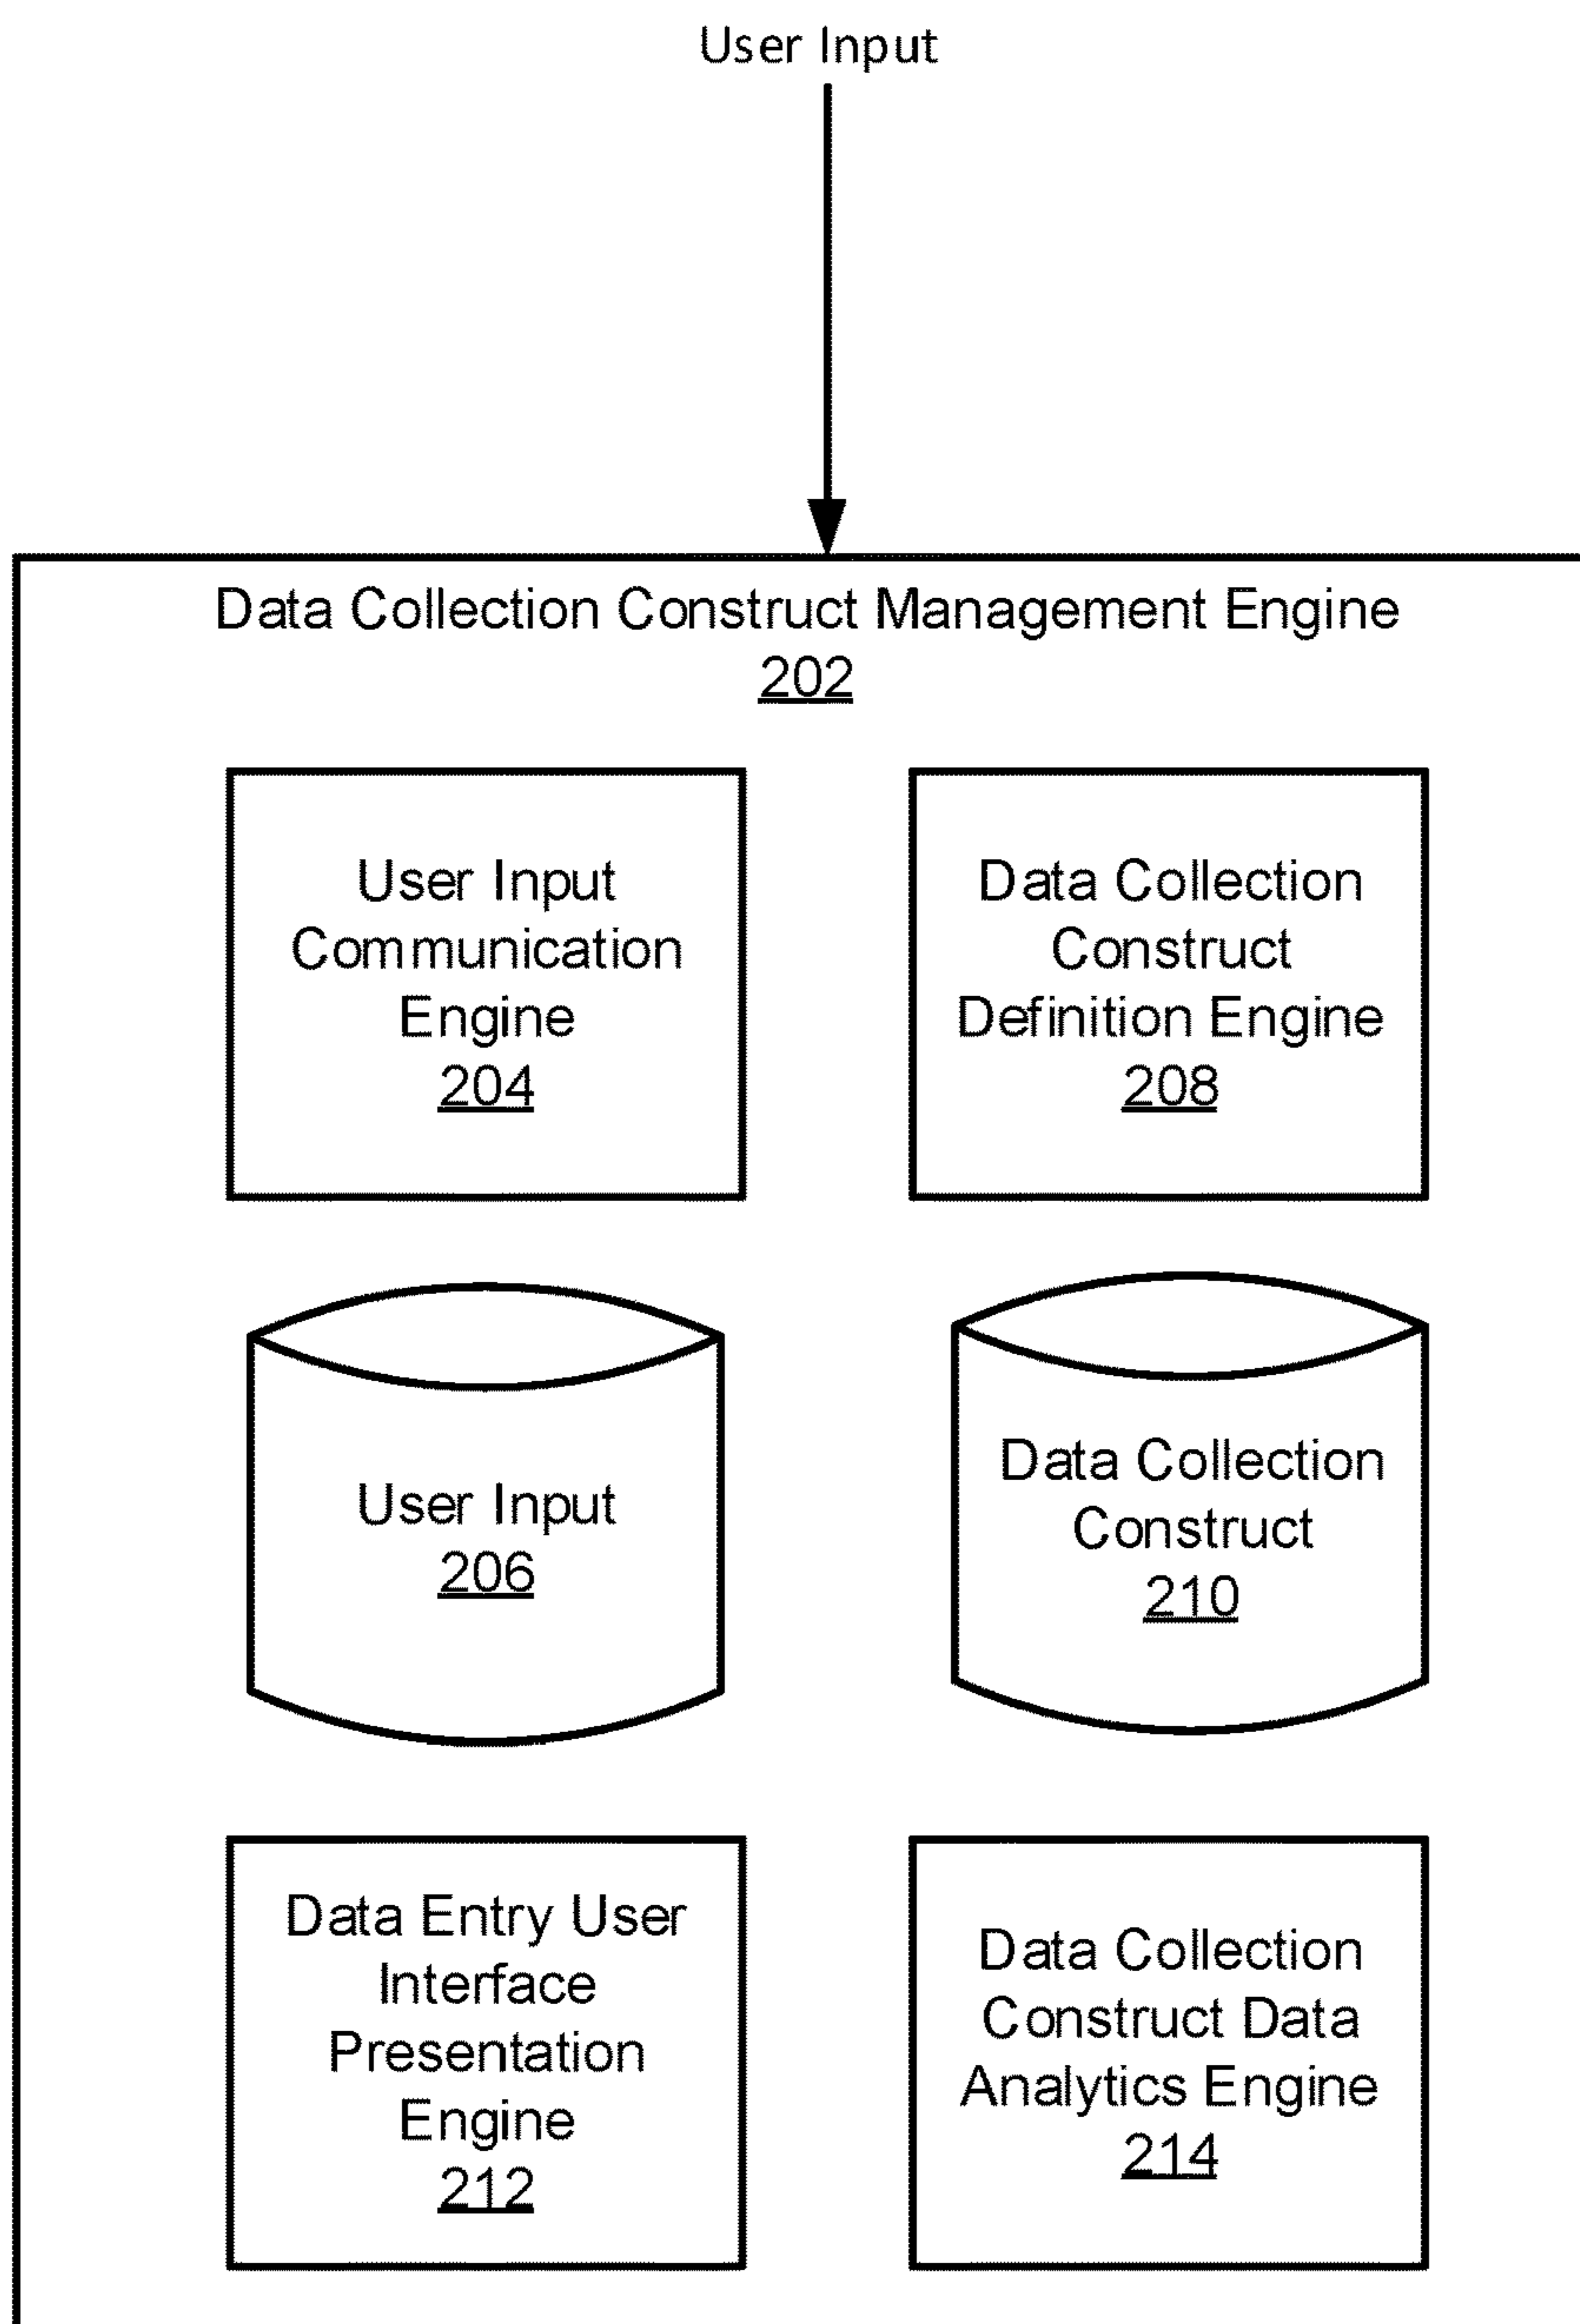 User Input
Data Collection Construct Management Engine
202
User Input
Communication
Engine
204
Data Collection
Construct
Definition Engine
208
User Input
206
Data Collection
Construct
210
Data Entry User
Interface
Presentation
Engine
212
Data Collection
Construct Data
Analytics Engine
214